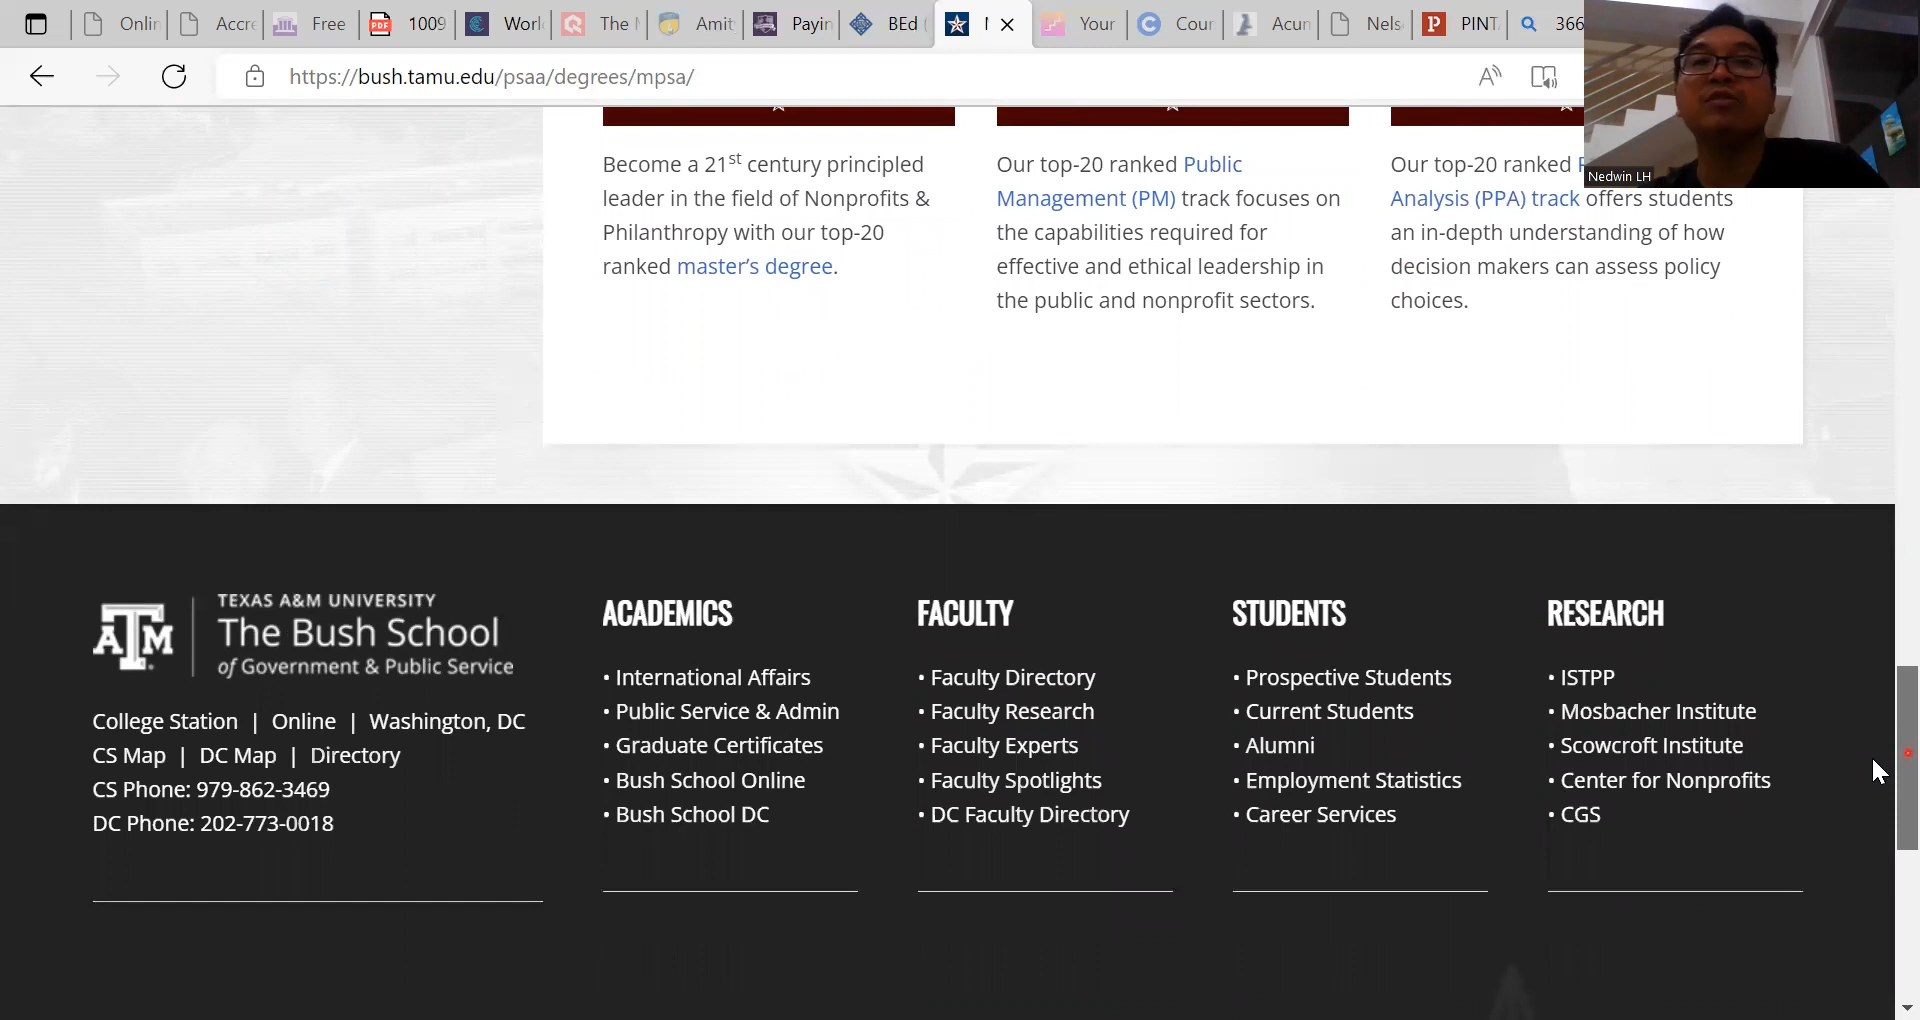 Onlin
Accre
Free
PDF
1009
Worl
The M
Amit
Payin
BEd (
Your
Cour
Acun
Nels
PINT
366
https://bush.tamu.edu/psaa/degrees/mpsa/
Nedwin LH
Become a 21st century principled
leader in the field of Nonprofits &
Philanthropy with our top-20
ranked master's degree.
Our top-20 ranked Public
Management (PM) track focuses on
the capabilities required for
effective and ethical leadership in
the public and nonprofit sectors.
Our top-20 ranked
Analysis (PPA) track offers students
an in-depth understanding of how
decision makers can assess policy
choices.
ATM
TEXAS A&M UNIVERSITY
The Bush School
of Government & Public Service
College Station | Online | Washington, DC
CS Map | DC Map | Directory
CS Phone: 979-862-3469
DC Phone: 202-773-0018
ACADEMICS
• International Affairs
• Public Service & Admin
• Graduate Certificates
• Bush School Online
• Bush School DC
FACULTY
• Faculty Directory
• Faculty Research
• Faculty Experts
• Faculty Spotlights
• DC Faculty Directory
STUDENTS
• Prospective Students
• Current Students
• Alumni
• Employment Statistics
• Career Services
RESEARCH
• ISTPP
• Mosbacher Institute
• Scowcroft Institute
• Center for Nonprofits
• CGS